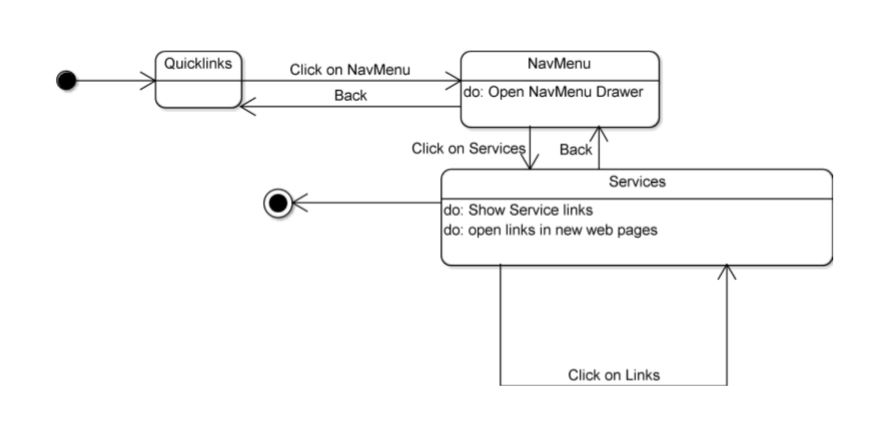 Quicklinks
Click on NavMenu
Back
NavMenu
do: Open NavMenu Drawer
Click on Services
Back
Services
do: Show Service links
do: open links in new web pages
Click on Links